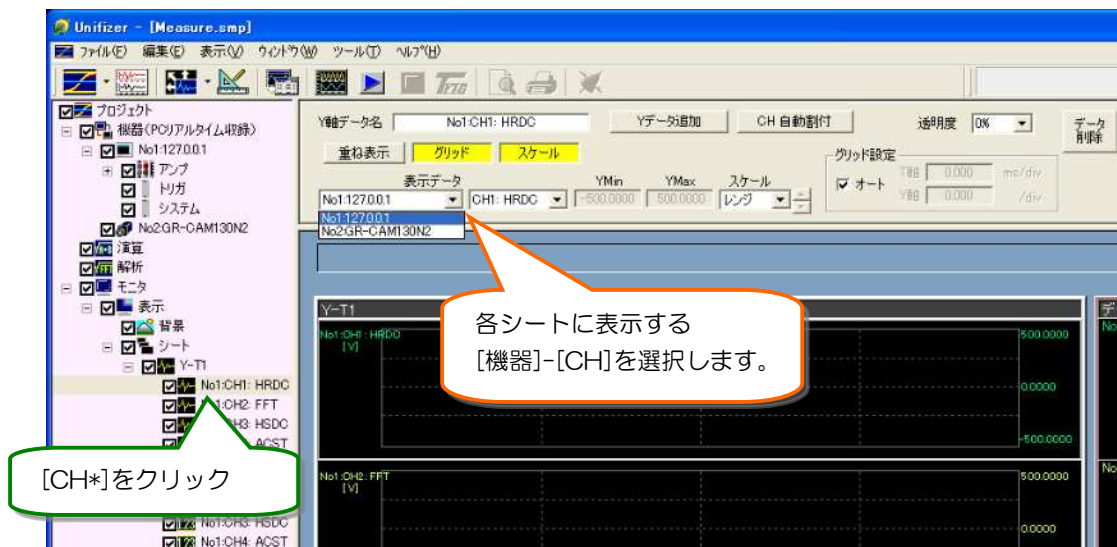 Unifizer - [Measure.smp]
ファイル(F) 編集(E) 表示(V) ウィンドウ(W) ツール(T) ヘルプ(H)
プロジェクト
機器(PCリアルタイム収録)
No1:127.0.0.1
アンプ
トリガ
システム
No2:GR-CAM130N2
演算
解析
モニタ
表示
背景
シート
Y-T1
No1:CH1: HRDC
No1:CH2: FFT
CH3: HSDC
ACST
No1:CH3: HSDC
No1:CH4: ACST
Y軸データ名 No1:CH1: HRDC Yデータ追加 CH 自動割付 透明度 0% データ削除
重ね表示 グリッド スケール
表示データ YMin YMax スケール
No1:127.0.0.1 CH1: HRDC -500.0000 500.0000 レンジ
No1:127.0.0.1
No2:GR-CAM130N2
グリッド設定
オート
T軸 0.000 ms/div
Y軸 0.000 /div
Y-T1
No1:CH1: HRDC
[V]
500.0000
0.0000
-500.0000
No1:CH2: FFT
[V]
500.0000
0.0000
デ
No
No
各シートに表示する
[機器]-[CH]を選択します。
[CH*]をクリック